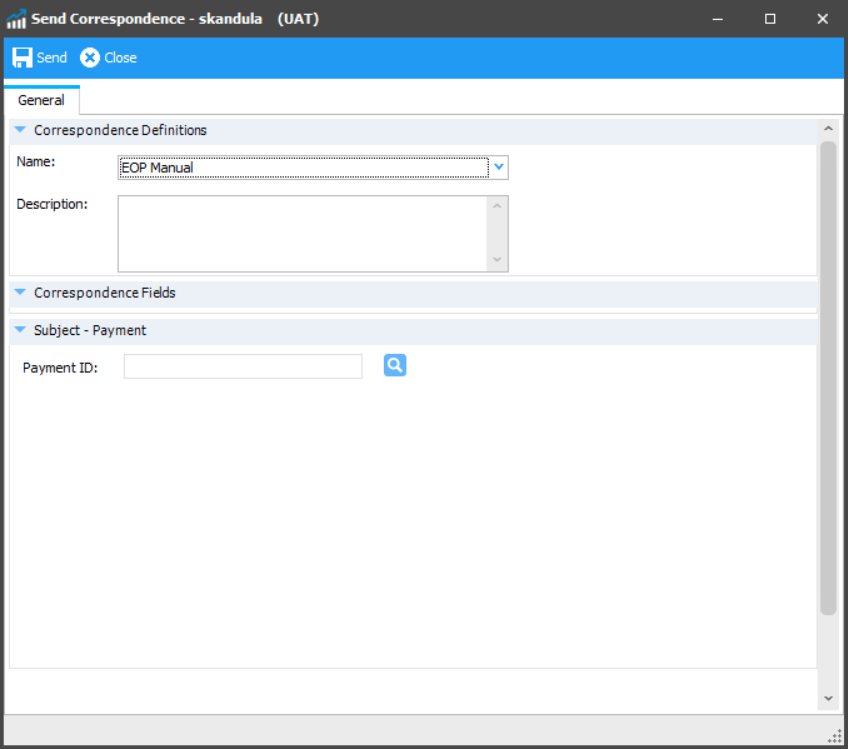 Send Correspondence - skandula (UAT)
Send Close
General
Correspondence Definitions
Name: EOP Manual
Description:
Correspondence Fields
Subject - Payment
Payment ID: